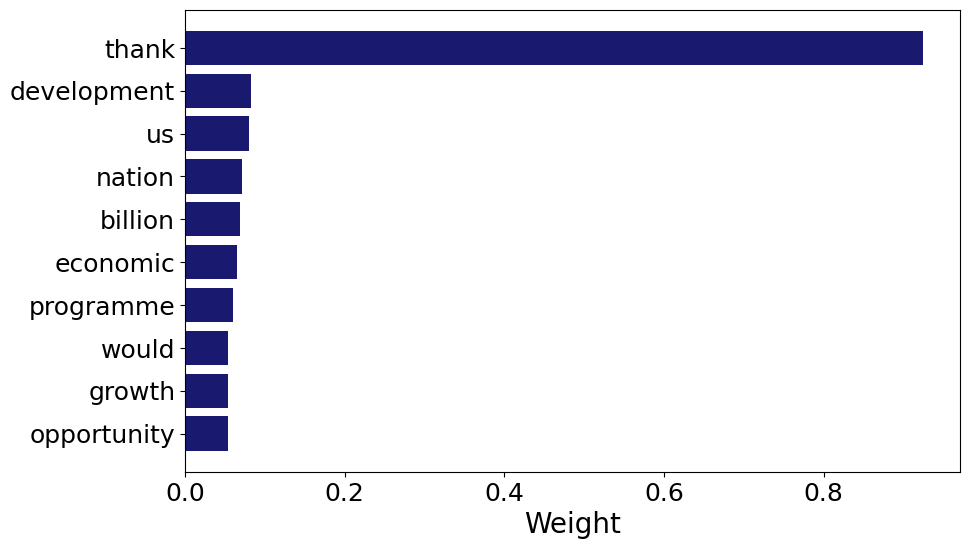 thank
development
us
nation
billion
economic
programme
would
growth
opportunity
0.0 0.2 0.4 0.6 0.8
Weight